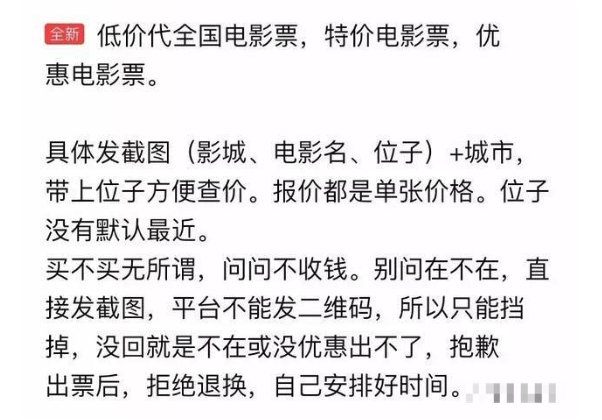 全新 低价代全国电影票，特价电影票，优
惠电影票。
具体发截图（影城、电影名、位子）+城市，
带上位子方便查价。报价都是单张价格。位子
没有默认最近。
买不买无所谓，问问不收钱。别问在不在，直
接发截图，平台不能发二维码，所以只能挡
掉，没回就是不在或没优惠出不了，抱歉
出票后，拒绝退换，自己安排好时间。